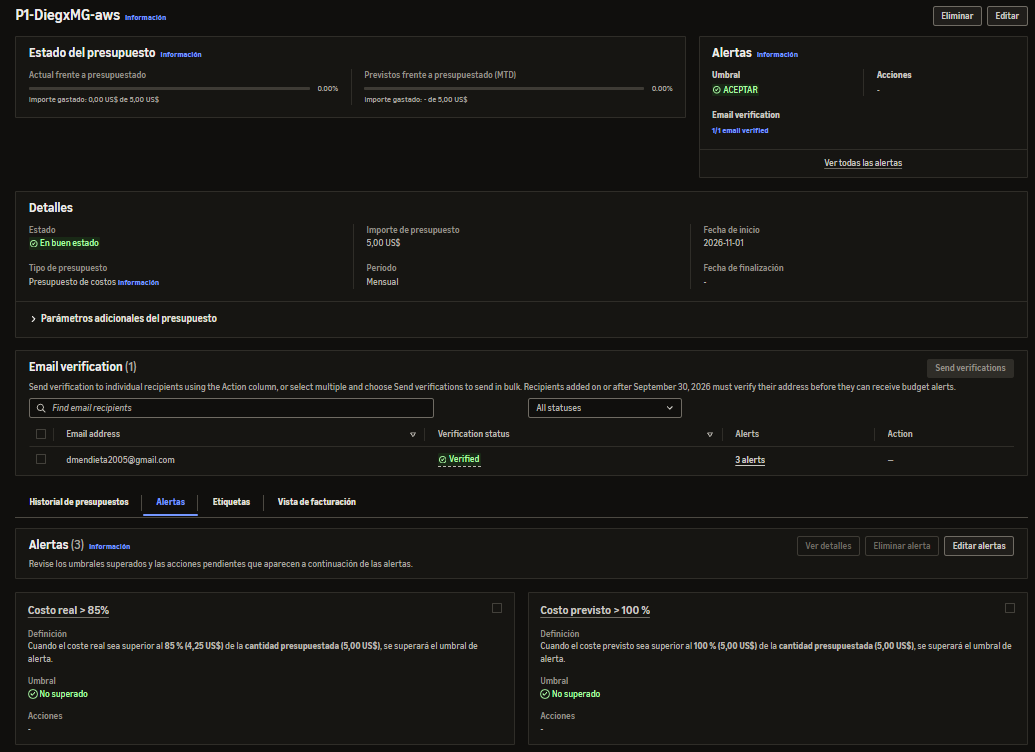 P1-DiegxMG-aws Información
Eliminar
Editar
Estado del presupuesto Información
Actual frente a presupuestado
0.00%
Importe gastado: 0,00 US$ de 5,00 US$
Previstos frente a presupuestado (MTD)
0.00%
Importe gastado: - de 5,00 US$
Alertas Información
Umbral
ACEPTAR
Acciones
-
Email verification
1/1 email verified
Ver todas las alertas
Detalles
Estado
En buen estado
Tipo de presupuesto
Presupuesto de costos Información
Importe de presupuesto
5,00 US$
Período
Mensual
Fecha de inicio
2026-11-01
Fecha de finalización
-
Parámetros adicionales del presupuesto
Email verification (1)
Send verifications
Send verification to individual recipients using the Action column, or select multiple and choose Send verifications to send in bulk. Recipients added on or after September 30, 2026 must verify their address before they can receive budget alerts.
Find email recipients
All statuses
Email address
Verification status
Alerts
Action
dmendieta2005@gmail.com
Verified
3 alerts
–
Historial de presupuestos
Alertas
Etiquetas
Vista de facturación
Alertas (3) Información
Ver detalles
Eliminar alerta
Editar alertas
Revise los umbrales superados y las acciones pendientes que aparecen a continuación de las alertas.
Costo real > 85%
Definición
Cuando el coste real sea superior al 85 % (4,25 US$) de la cantidad presupuestada (5,00 US$), se superará el umbral de
alerta.
Umbral
No superado
Acciones
-
Costo previsto > 100 %
Definición
Cuando el coste previsto sea superior al 100 % (5,00 US$) de la cantidad presupuestada (5,00 US$), se superará el umbral de
alerta.
Umbral
No superado
Acciones
-